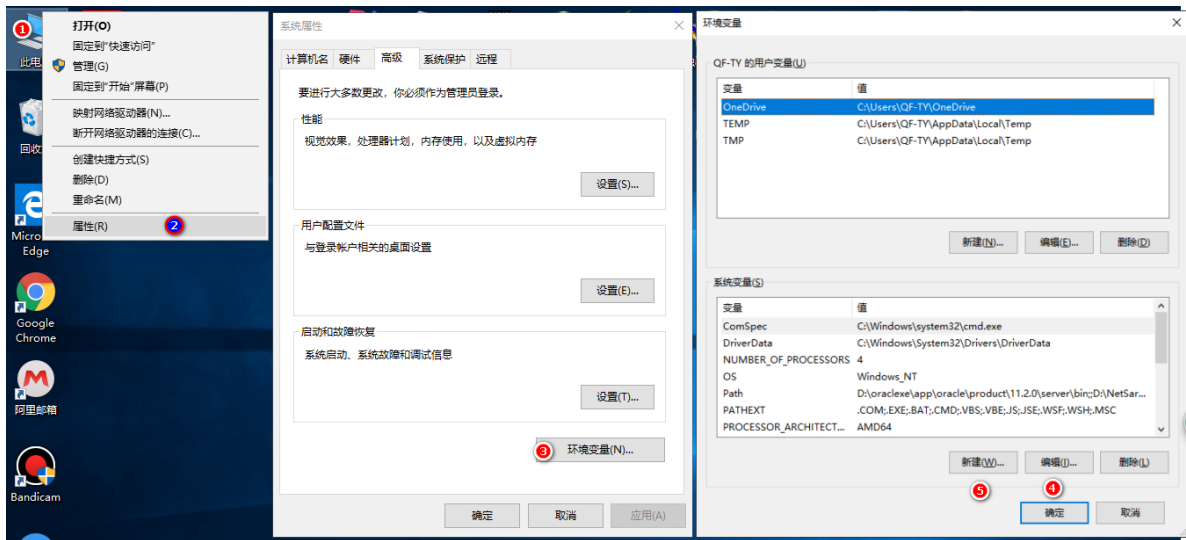 1
此电
回收
Micro
Edge
Google
Chrome
阿里邮箱
Bandicam
打开(O)
固定到"快速访问"
管理(G)
固定到"开始"屏幕(P)
映射网络驱动器(N)...
断开网络驱动器的连接(C)...
创建快捷方式(S)
删除(D)
重命名(M)
属性(R) 2
系统属性
计算机名 硬件 高级 系统保护 远程
要进行大多数更改，你必须作为管理员登录。
性能
视觉效果，处理器计划，内存使用，以及虚拟内存
设置(S)...
用户配置文件
与登录帐户相关的桌面设置
设置(E)...
启动和故障恢复
系统启动、系统故障和调试信息
设置(T)...
3 环境变量(N)...
确定 取消 应用(A)
环境变量
QF-TY 的用户变量(U)
变量 值
OneDrive C:\Users\QF-TY\OneDrive
TEMP C:\Users\QF-TY\AppData\Local\Temp
TMP C:\Users\QF-TY\AppData\Local\Temp
新建(N)... 编辑(E)... 删除(D)
系统变量(S)
变量 值
ComSpec C:\Windows\system32\cmd.exe
DriverData C:\Windows\System32\Drivers\DriverData
NUMBER_OF_PROCESSORS 4
OS Windows_NT
Path D:\oraclexe\app\oracle\product\11.2.0\server\bin;;D:\NetSar...
PATHEXT .COM;.EXE;.BAT;.CMD;.VBS;.VBE;.JS;.JSE;.WSF;.WSH;.MSC
PROCESSOR_ARCHITECT... AMD64
新建(W)... 编辑(I)... 删除(L)
5 4
确定 取消